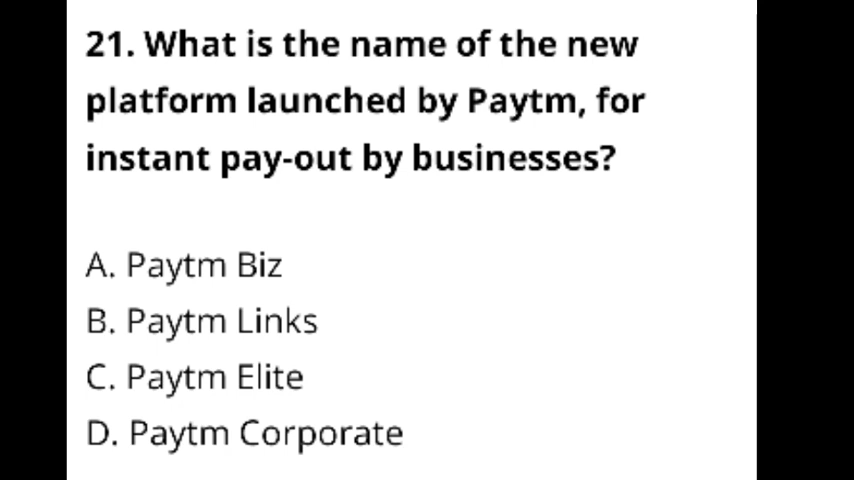 21. What is the name of the new
platform launched by Paytm, for
instant pay-out by businesses?
A. Paytm Biz
B. Paytm Links
C. Paytm Elite
D. Paytm Corporate